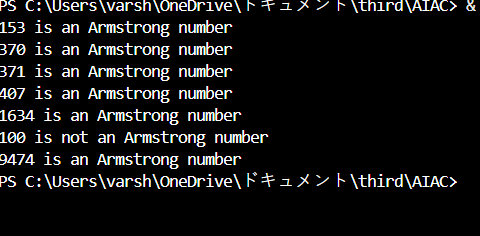 PS C:\Users\varsh\OneDrive\ドキュメント\third\AIAC> &
153 is an Armstrong number
370 is an Armstrong number
371 is an Armstrong number
407 is an Armstrong number
1634 is an Armstrong number
100 is not an Armstrong number
9474 is an Armstrong number
PS C:\Users\varsh\OneDrive\ドキュメント\third\AIAC>